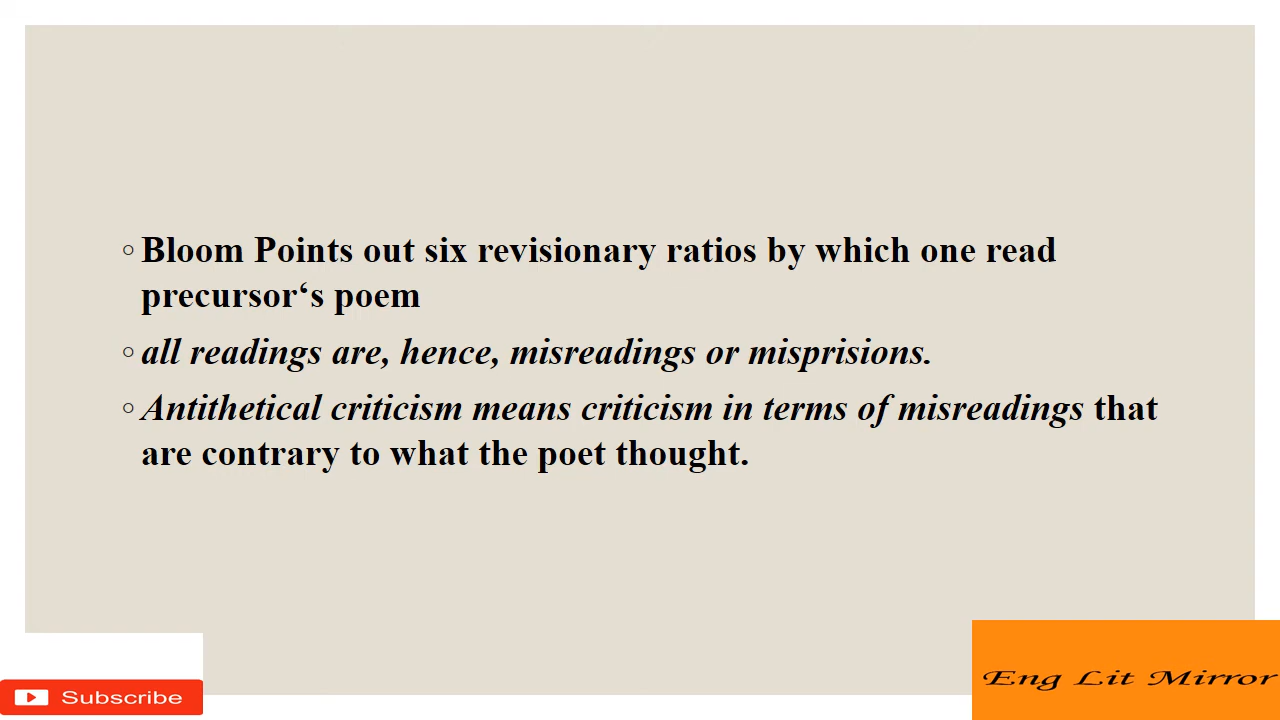 ◦ Bloom Points out six revisionary ratios by which one read
precursor‘s poem
◦ all readings are, hence, misreadings or misprisions.
◦ Antithetical criticism means criticism in terms of misreadings that
are contrary to what the poet thought.
Subscribe
Eng Lit Mirror